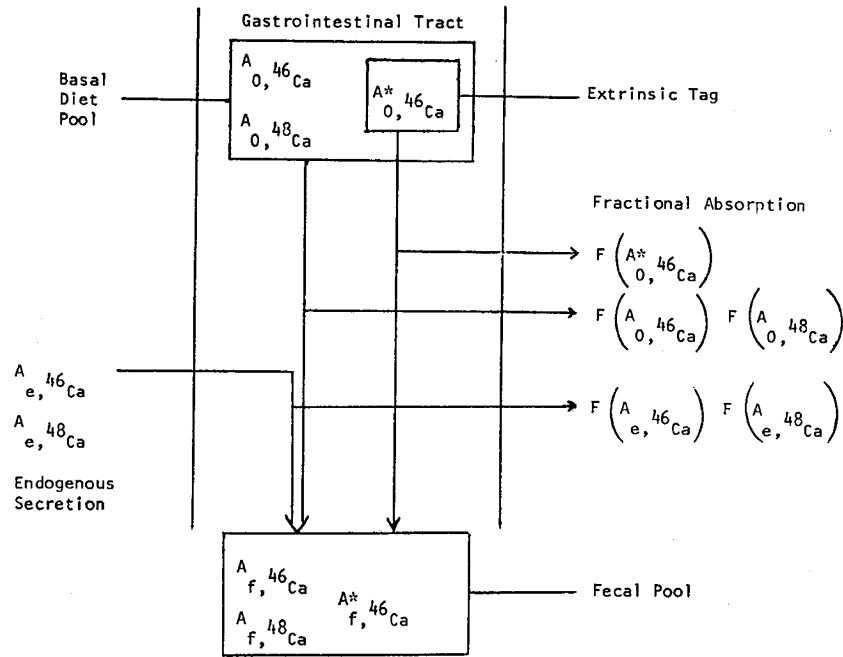 Gastrointestinal Tract
Basal
Diet
Pool
A 0, 46Ca
A 0, 48Ca
A* 0, 46Ca
Extrinsic Tag
Fractional Absorption
F (A* 0, 46Ca)
F (A 0, 46Ca) F (A 0, 48Ca)
A e, 46Ca
A e, 48Ca
F (A e, 46Ca) F (A e, 48Ca)
Endogenous
Secretion
A f, 46Ca
A f, 48Ca
A* f, 46Ca
Fecal Pool